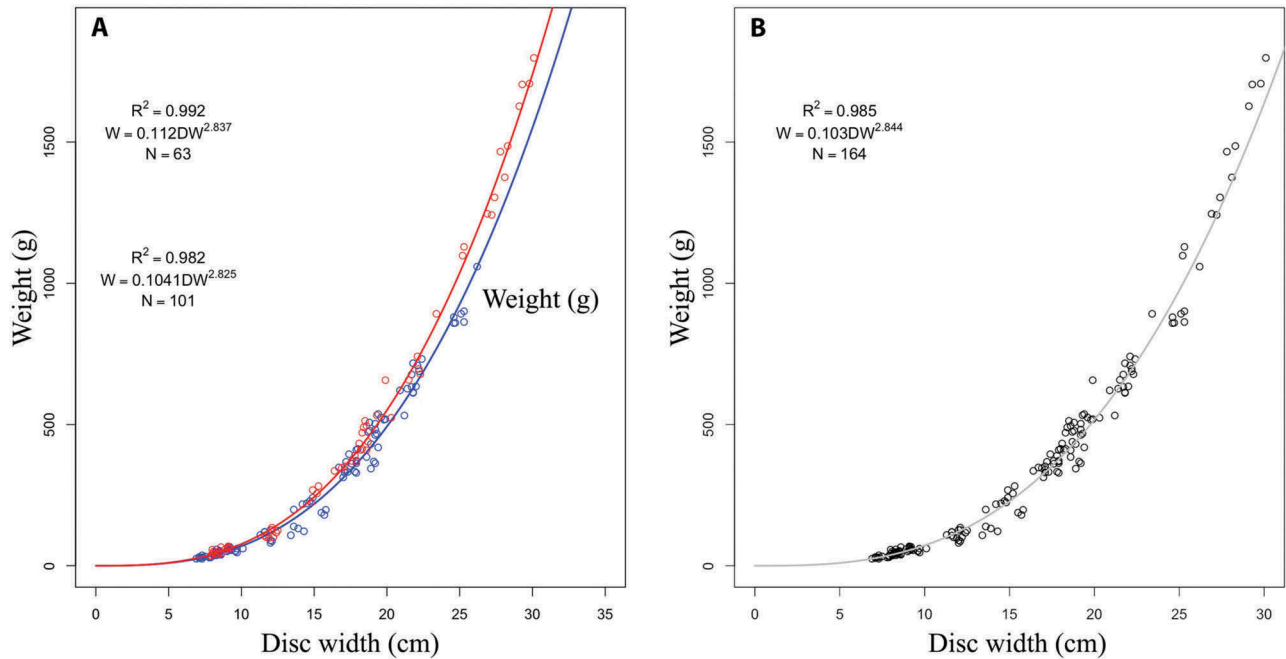 A
R² = 0.992
W = 0.112DW^2.837
N = 63
R² = 0.982
W = 0.1041DW^2.825
N = 101
Weight (g)
Weight (g)
1500
1000
500
0
0 5 10 15 20 25 30 35
Disc width (cm)
B
R² = 0.985
W = 0.103DW^2.844
N = 164
Weight (g)
1500
1000
500
0
0 5 10 15 20 25 30
Disc width (cm)